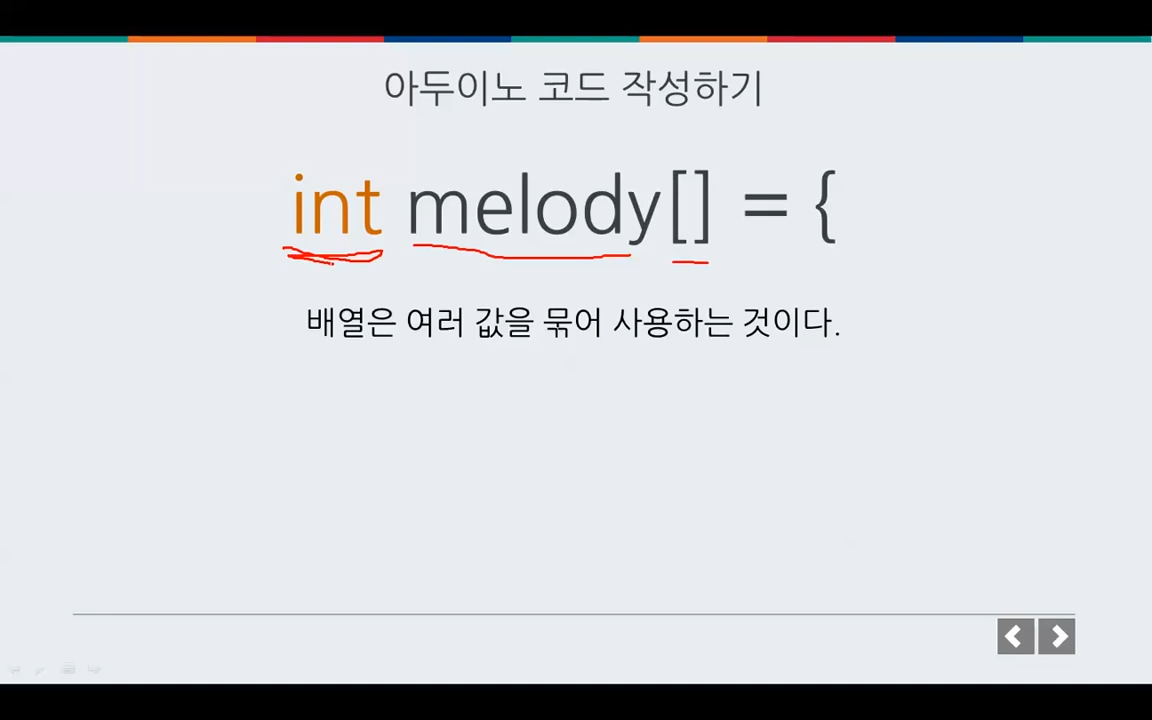 아두이노 코드 작성하기
int melody[] = {
배열은 여러 값을 묶어 사용하는 것이다.